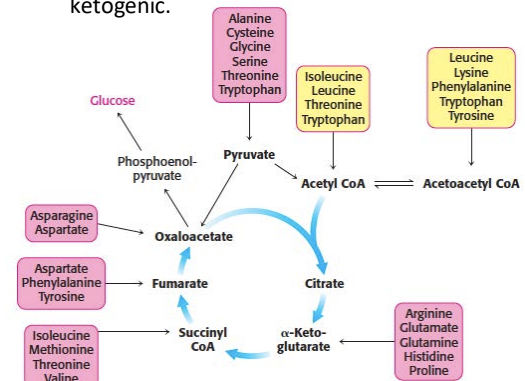 ketogenic.
Alanine
Cysteine
Glycine
Serine
Threonine
Tryptophan
Isoleucine
Leucine
Threonine
Tryptophan
Leucine
Lysine
Phenylalanine
Tryptophan
Tyrosine
Glucose
Phosphoenol-
pyruvate
Pyruvate
Acetyl CoA
Acetoacetyl CoA
Asparagine
Aspartate
Oxaloacetate
Aspartate
Phenylalanine
Tyrosine
Fumarate
Citrate
Isoleucine
Methionine
Threonine
Valine
Succinyl
CoA
α-Keto-
glutarate
Arginine
Glutamate
Glutamine
Histidine
Proline